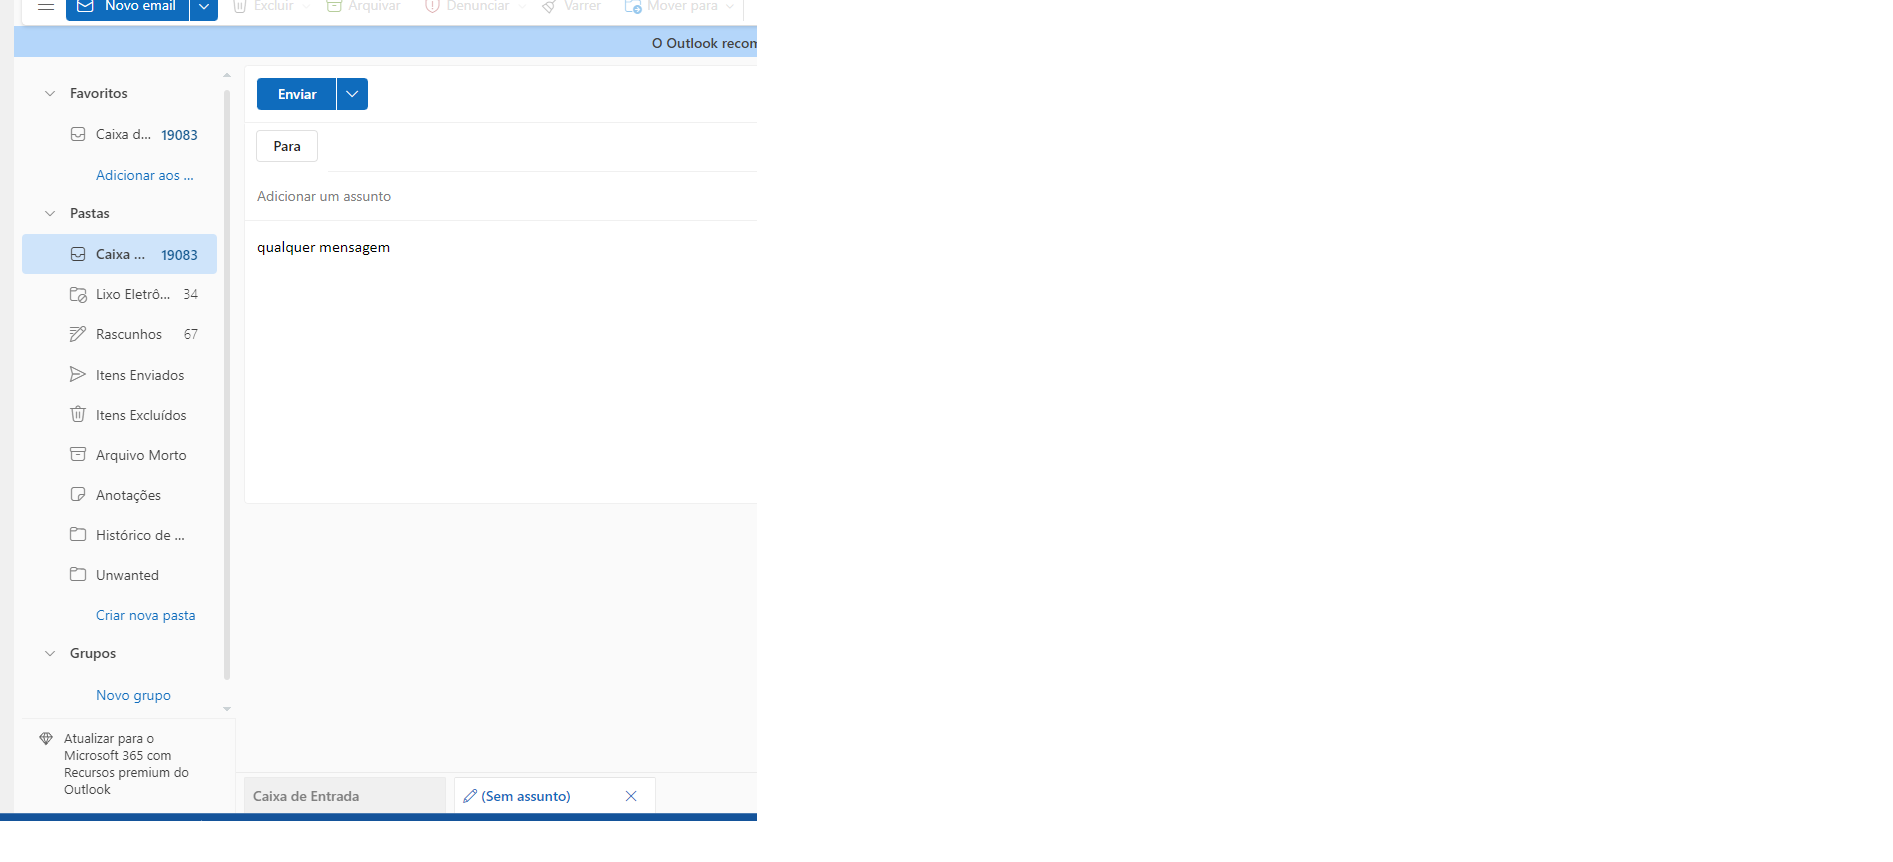 Novo email Excluir Arquivar Denunciar Varrer Mover para
O Outlook recom
Favoritos
Caixa d... 19083
Adicionar aos ...
Pastas
Caixa ... 19083
Lixo Eletrô... 34
Rascunhos 67
Itens Enviados
Itens Excluídos
Arquivo Morto
Anotações
Histórico de ...
Unwanted
Criar nova pasta
Grupos
Novo grupo
Atualizar para o
Microsoft 365 com
Recursos premium do
Outlook
Enviar
Para
Adicionar um assunto
qualquer mensagem
Caixa de Entrada
(Sem assunto)